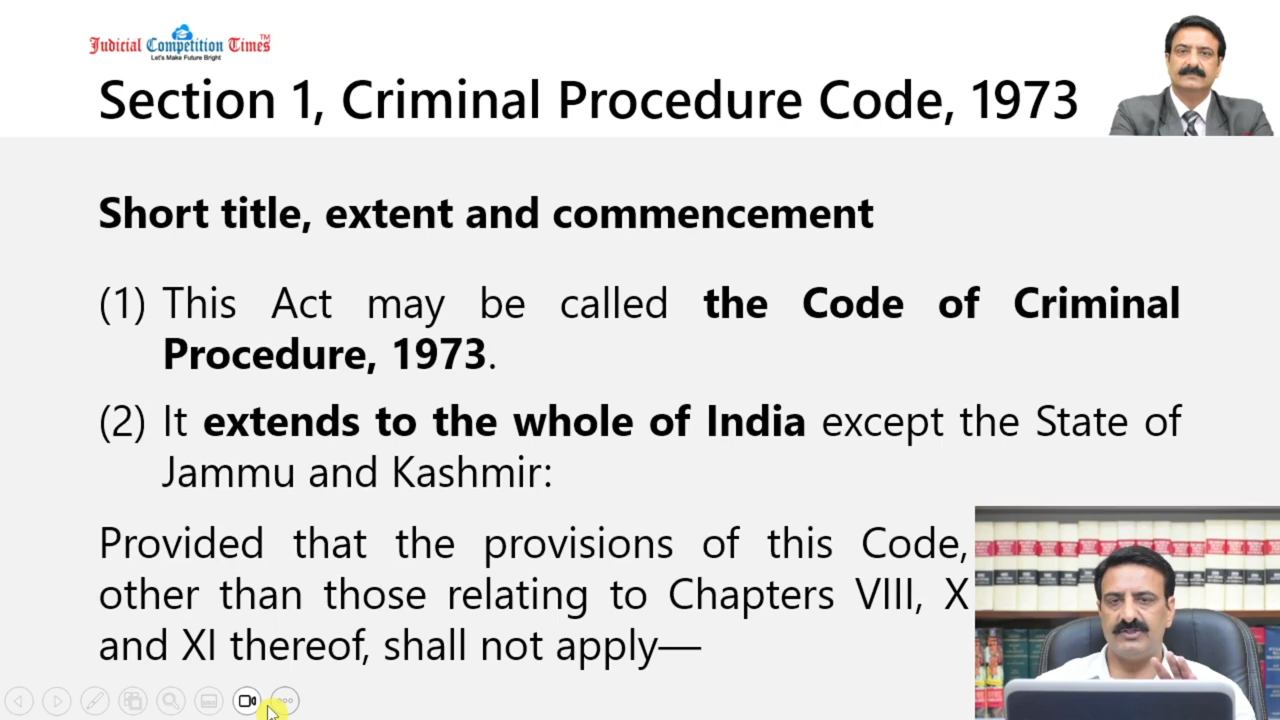 Judicial Competition Times TM
Let's Make Future Bright
Section 1, Criminal Procedure Code, 1973
Short title, extent and commencement
(1) This Act may be called the Code of Criminal
Procedure, 1973.
(2) It extends to the whole of India except the State of
Jammu and Kashmir:
Provided that the provisions of this Code,
other than those relating to Chapters VIII, X
and XI thereof, shall not apply—